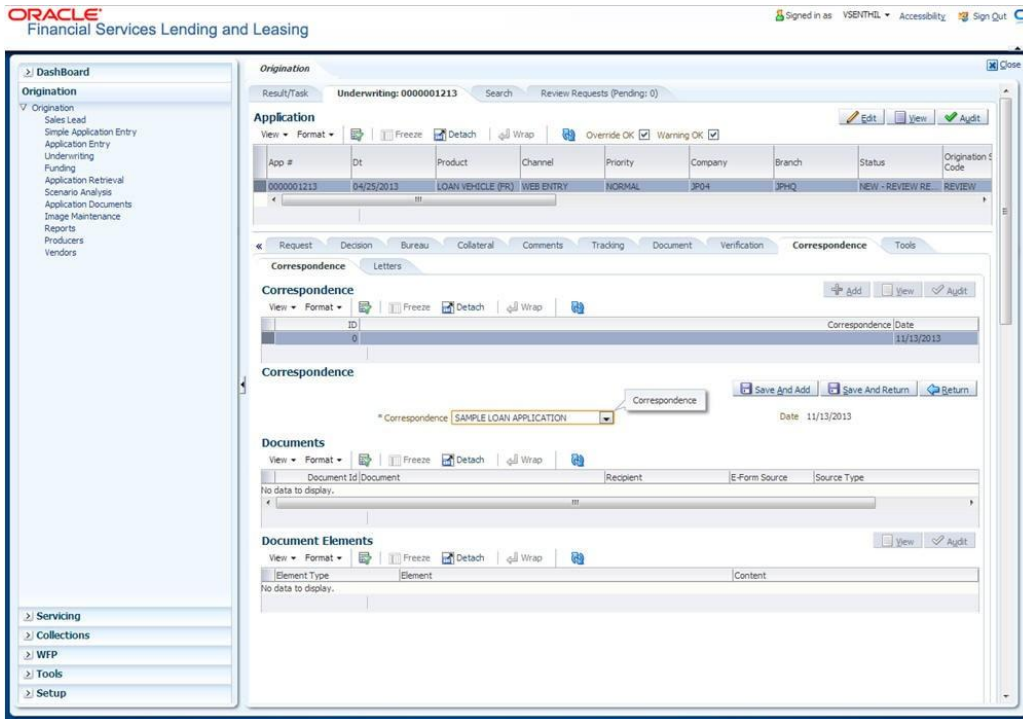 ORACLE
Financial Services Lending and Leasing
Signed in as VSENTHIL Accessibility Sign Out
Close
DashBoard
Origination
Origination
Sales Lead
Simple Application Entry
Application Entry
Underwriting
Funding
Application Retrieval
Scenario Analysis
Application Documents
Image Maintenance
Reports
Producers
Vendors
Servicing
Collections
WFP
Tools
Setup
Origination
Result/Task Underwriting: 0000001213 Search Review Requests (Pending: 0)
Application
Edit View Audit
View Format Freeze Detach Wrap Override OK Warning OK
App # Dt Product Channel Priority Company Branch Status Origination S
Code
0000001213 04/25/2013 LOAN VEHICLE (FR) WEB ENTRY NORMAL JP04 JPHQ NEW - REVIEW RE... REVIEW
« Request Decision Bureau Collateral Comments Tracking Document Verification Correspondence Tools
Correspondence Letters
Correspondence
Add View Audit
View Format Freeze Detach Wrap
ID Correspondence Date
0 11/13/2013
Correspondence
Save And Add Save And Return Return
Correspondence
* Correspondence SAMPLE LOAN APPLICATION Date 11/13/2013
Documents
View Format Freeze Detach Wrap
Document Id Document Recipient E-Form Source Source Type
No data to display.
Document Elements
View Audit
View Format Freeze Detach Wrap
Element Type Element Content
No data to display.